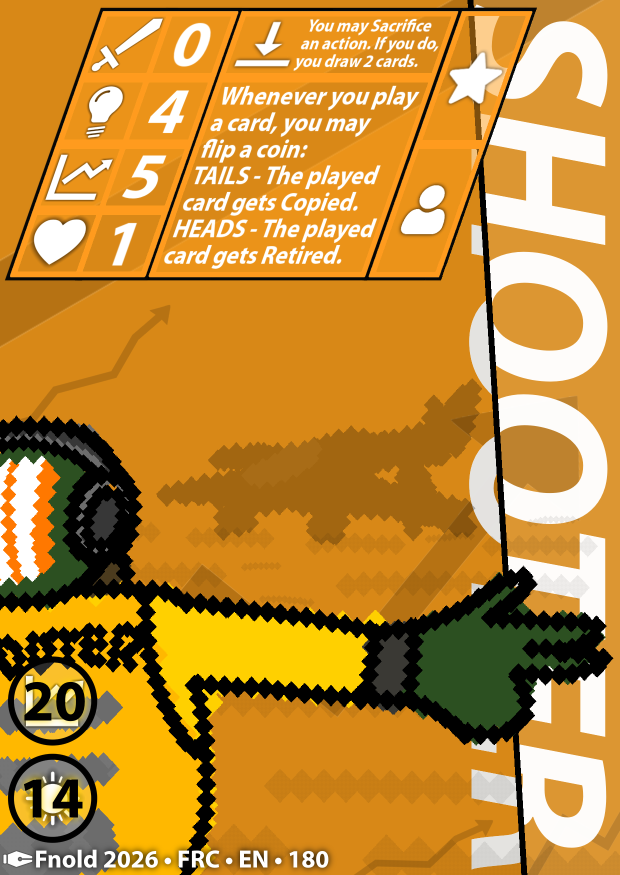 0
4
5
1
You may Sacrifice
an action. If you do,
you draw 2 cards.
Whenever you play
a card, you may
flip a coin:
TAILS - The played
card gets Copied.
HEADS - The played
card gets Retired.
SHOOTER
20
14
Fnold 2026 • FRC • EN • 180